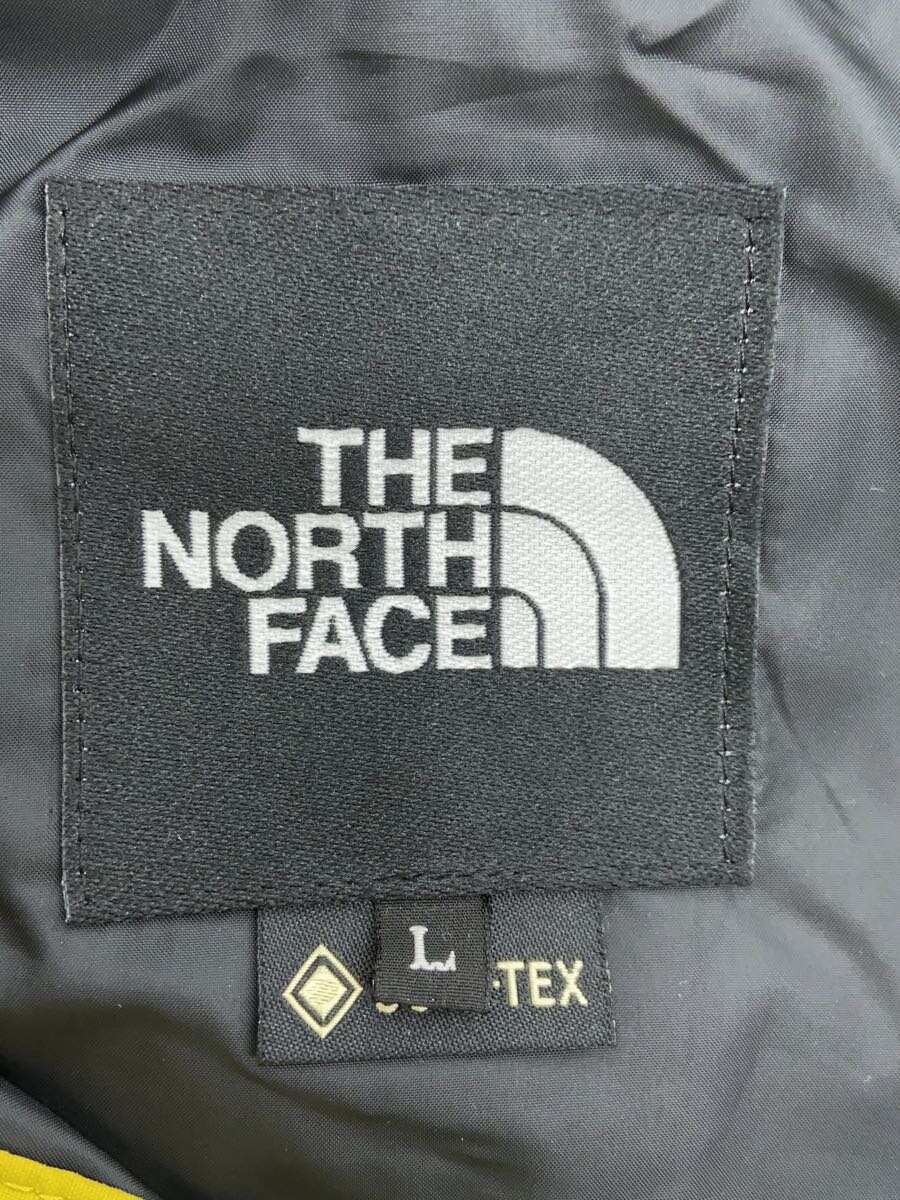 THE
NORTH
FACE
L
·TEX